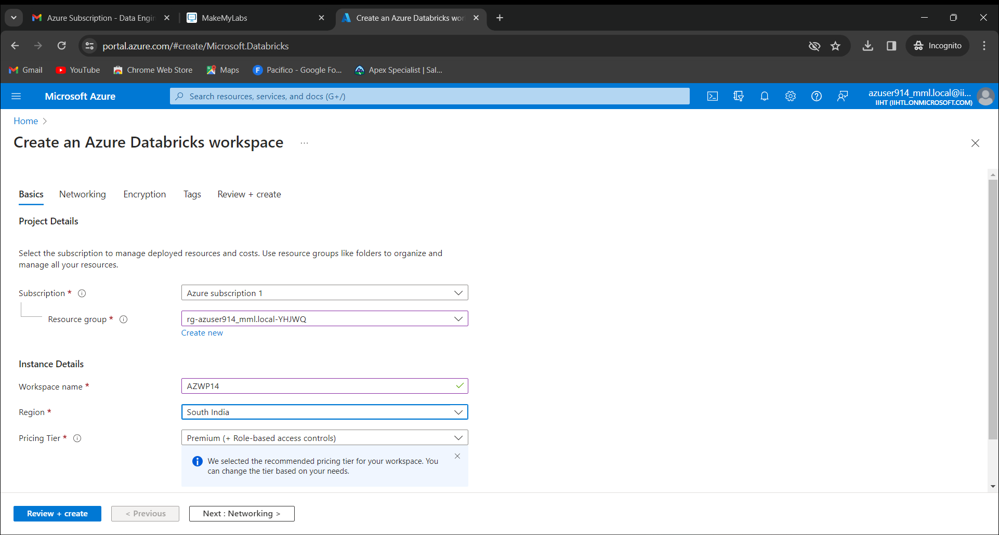 Azure Subscription - Data Engin
MakeMyLabs
Create an Azure Databricks wor
portal.azure.com/#create/Microsoft.Databricks
Incognito
Gmail
YouTube
Chrome Web Store
Maps
F
Pacifico - Google Fo...
Apex Specialist | Sal...
Microsoft Azure
Search resources, services, and docs (G+/)
azuser914_mml.local@ii...
IIHT (IIHTL.ONMICROSOFT.COM)
Home >
Create an Azure Databricks workspace ...
Basics
Networking
Encryption
Tags
Review + create
Project Details
Select the subscription to manage deployed resources and costs. Use resource groups like folders to organize and
manage all your resources.
Subscription *
Azure subscription 1
Resource group *
rg-azuser914_mml.local-YHJWQ
Create new
Instance Details
Workspace name *
AZWP14
Region *
South India
Pricing Tier *
Premium (+ Role-based access controls)
We selected the recommended pricing tier for your workspace. You
can change the tier based on your needs.
Review + create
< Previous
Next : Networking >